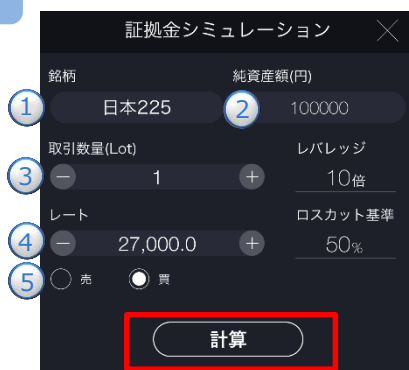 証拠金シミュレーション
銘柄 純資産額(円)
1 日本225 2 100000
取引数量(Lot) レバレッジ
3 − 1 + 10倍
レート ロスカット基準
4 − 27,000.0 + 50%
5 売 買
計算